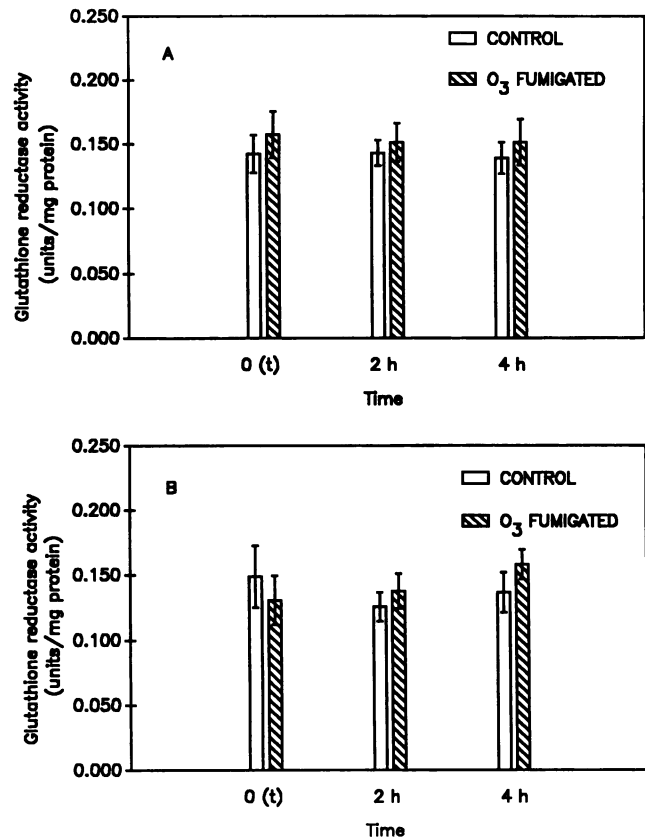 A
CONTROL
O3 FUMIGATED
Glutathione reductase activity
(units/mg protein)
0.250
0.200
0.150
0.100
0.050
0.000
0 (t) 2 h 4 h
Time
B
CONTROL
O3 FUMIGATED
Glutathione reductase activity
(units/mg protein)
0.250
0.200
0.150
0.100
0.050
0.000
0 (t) 2 h 4 h
Time